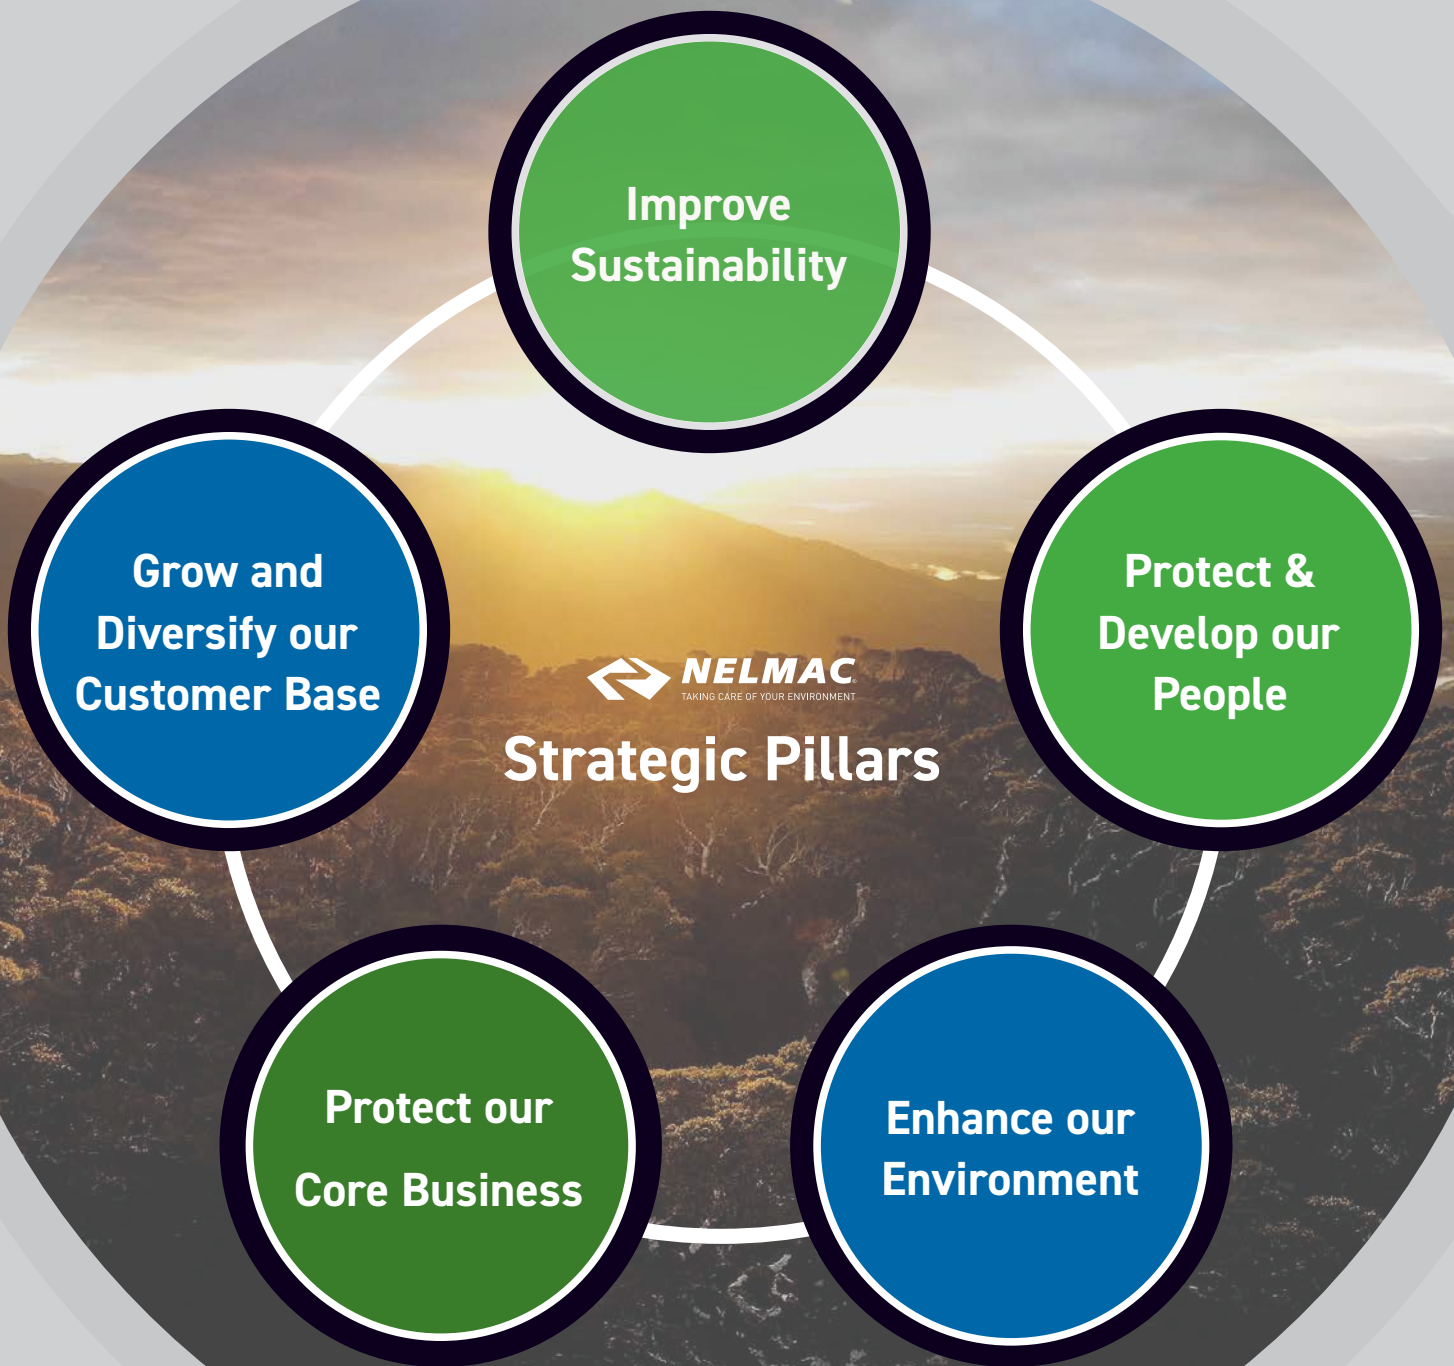 Improve
Sustainability
Grow and
Diversify our
Customer Base
Protect &
Develop our
People
NELMAC
TAKING CARE OF YOUR ENVIRONMENT
Strategic Pillars
Protect our
Core Business
Enhance our
Environment